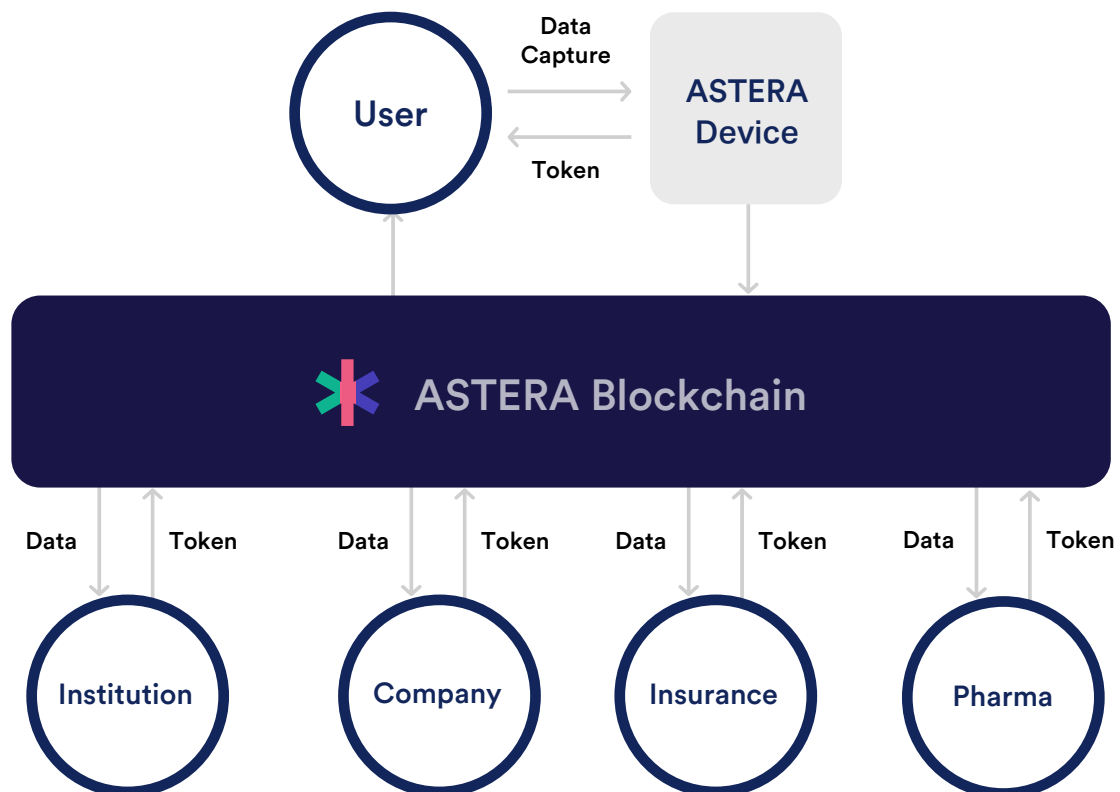 User
Data
Capture
Token
ASTERA
Device
ASTERA Blockchain
Data
Token
Data
Token
Data
Token
Data
Token
Institution
Company
Insurance
Pharma